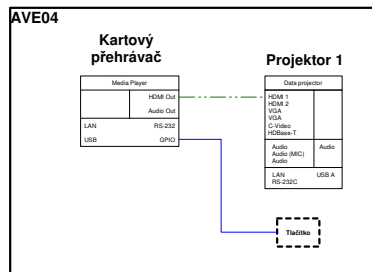 AVE04
Kartový
přehrávač
Media Player
HDMI Out
Audio Out
LAN RS-232
USB GPIO
Projektor 1
Data projector
HDMI 1
HDMI 2
VGA
VGA
C-Video
HDBase-T
Audio Audio
Audio (MIC)
Audio
LAN USB A
RS-232C
Tlačítko